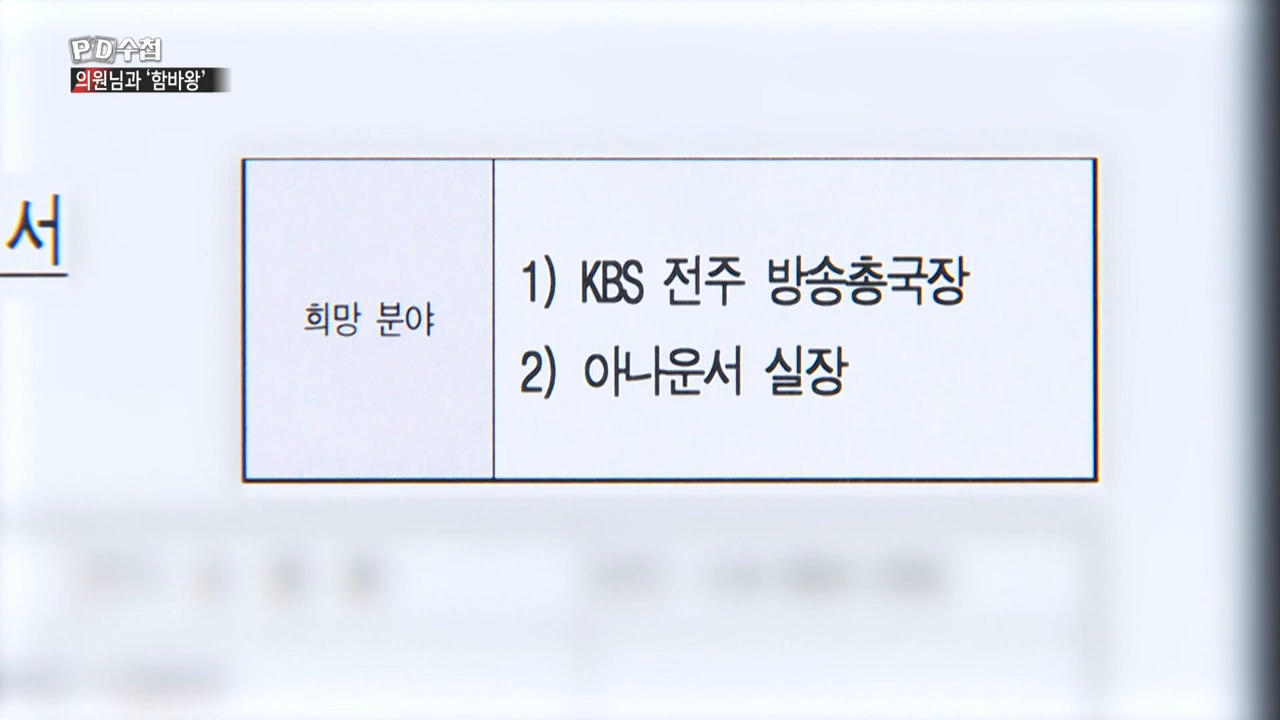 PD수첩
의원님과 ‘함바왕’
서
희망 분야
1) KBS 전주 방송총국장
2) 아나운서 실장